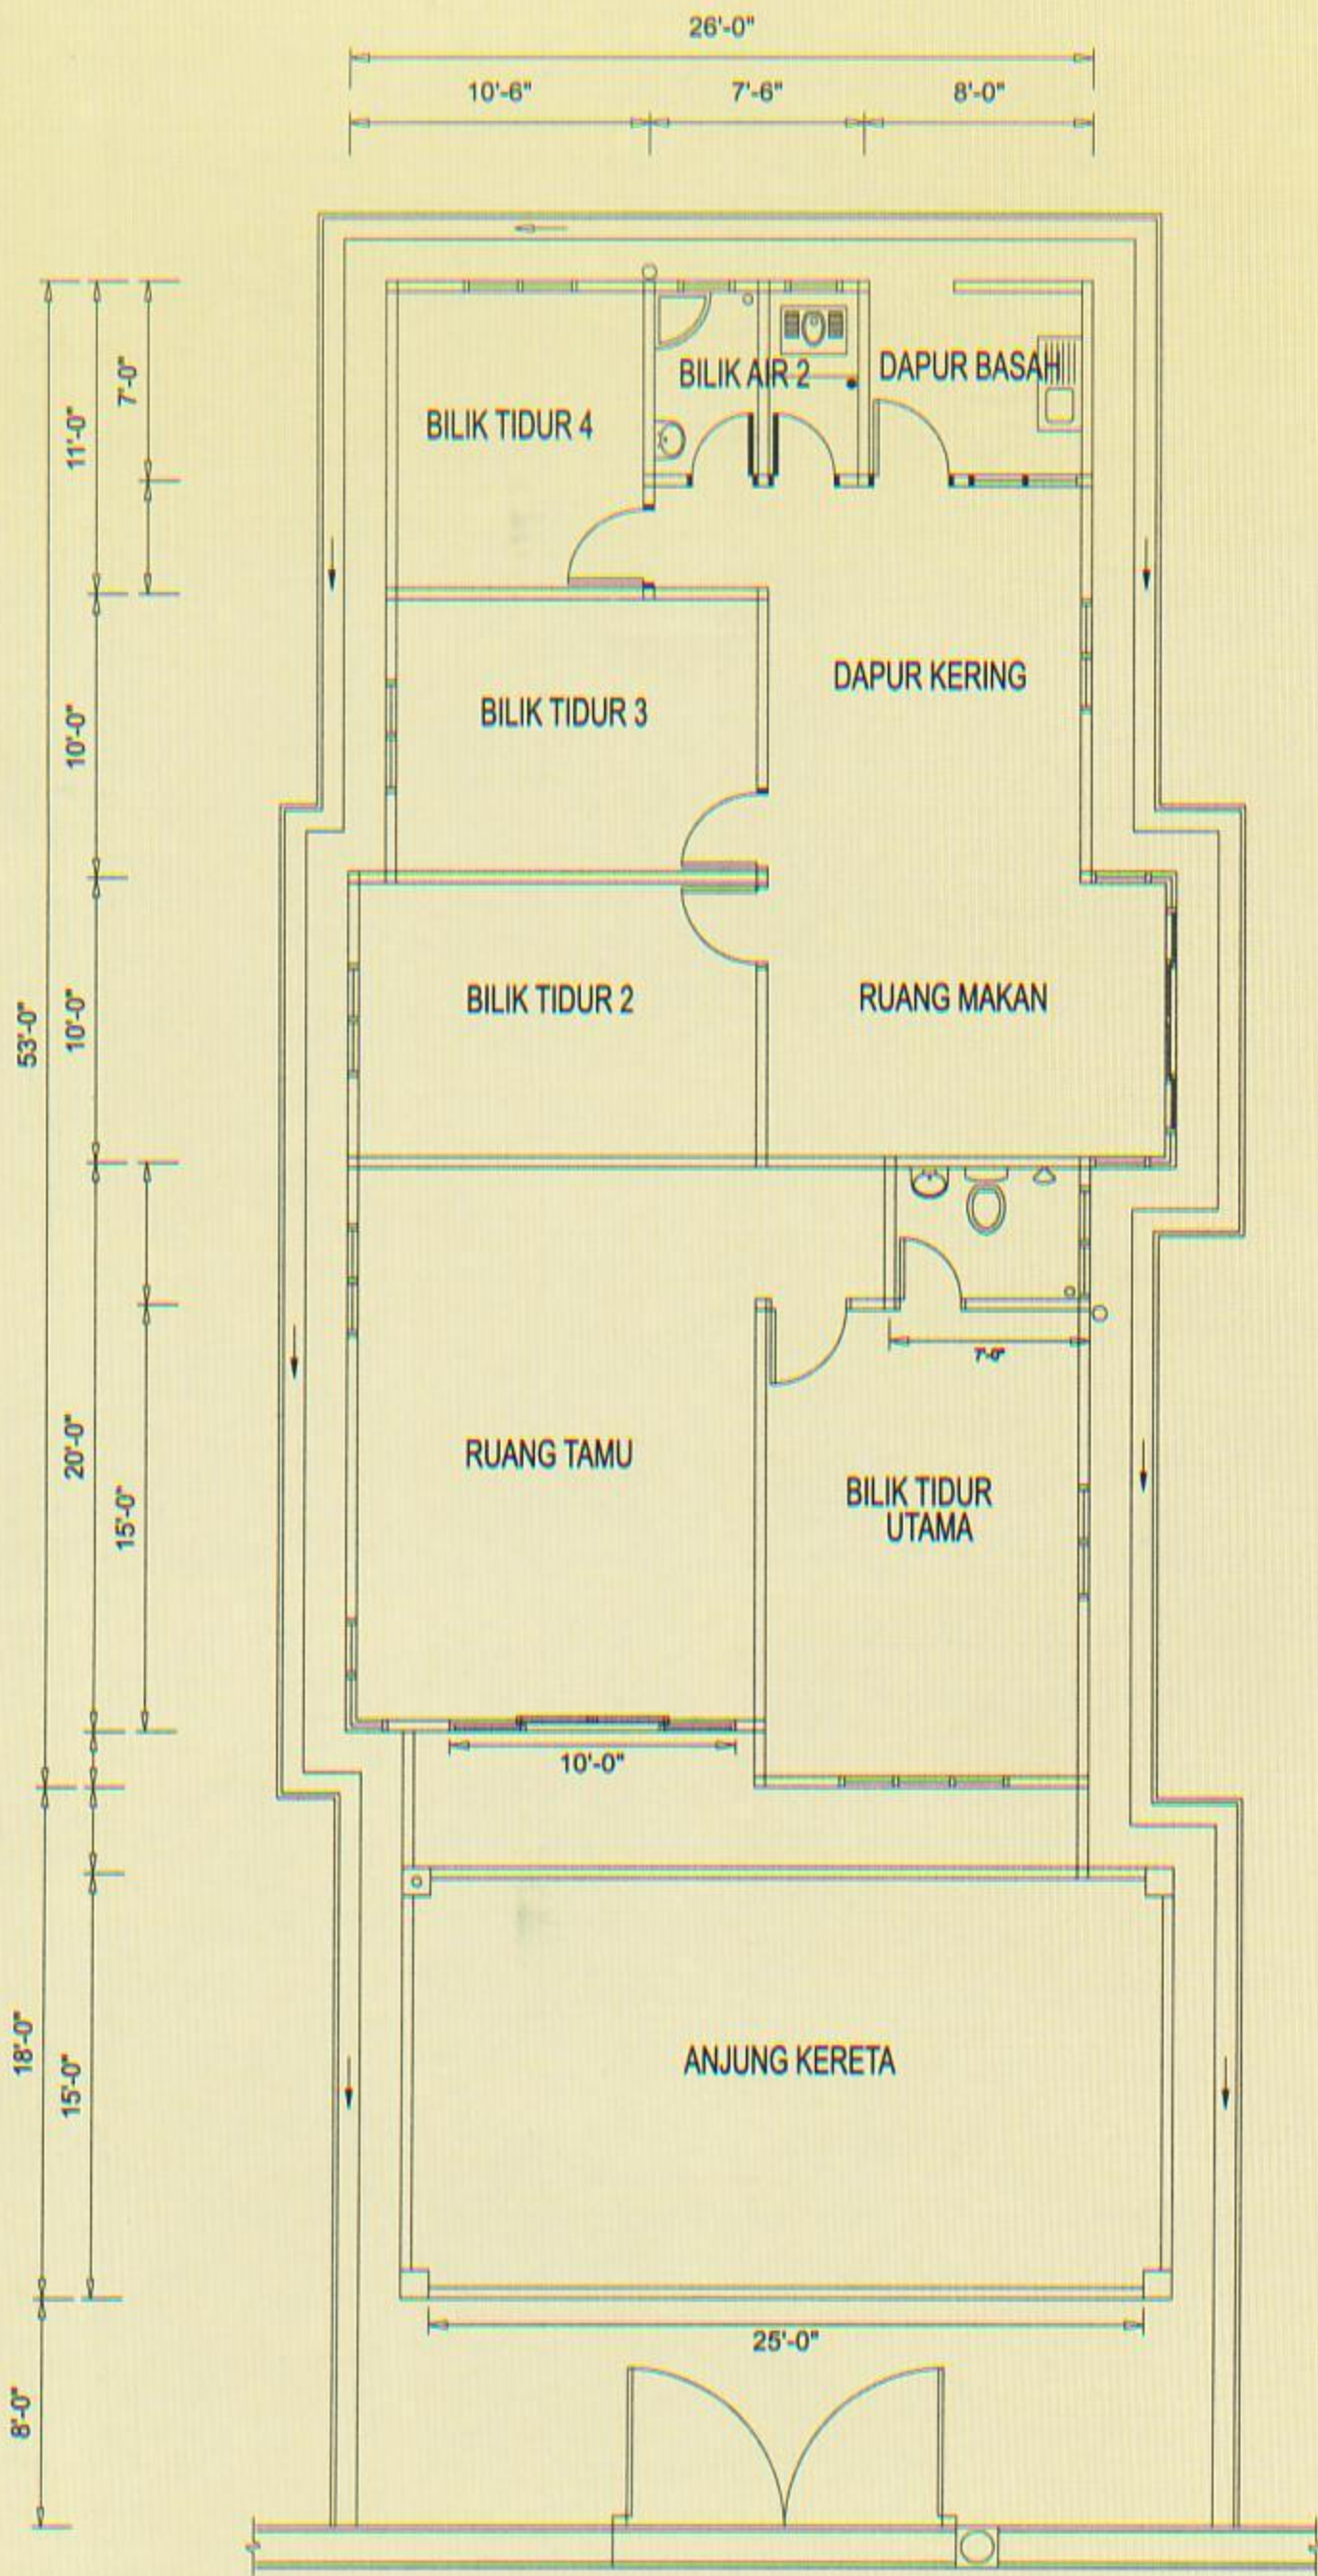 26'-0"
10'-6"
7'-6"
8'-0"
7'-0"
11'-0"
BILIK AIR 2
DAPUR BASAH
BILIK TIDUR 4
DAPUR KERING
BILIK TIDUR 3
10'-0"
BILIK TIDUR 2
RUANG MAKAN
10'-0"
53'-0"
7'-0"
20'-0"
RUANG TAMU
15'-0"
BILIK TIDUR
UTAMA
10'-0"
18'-0"
15'-0"
ANJUNG KERETA
25'-0"
8'-0"